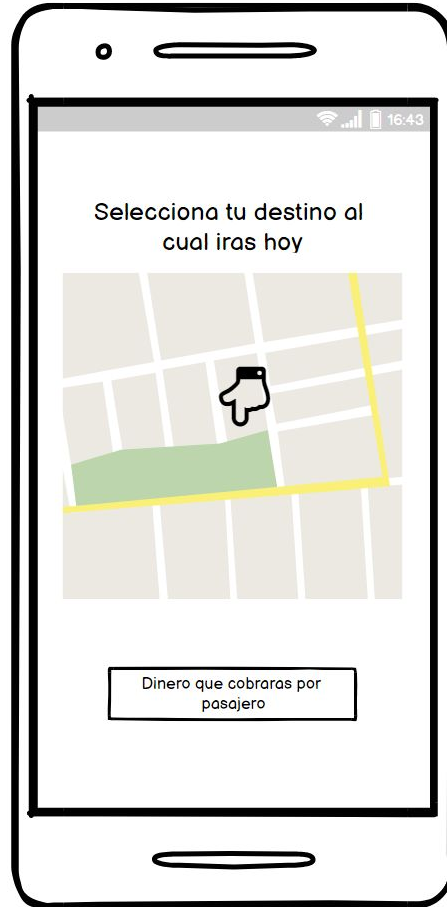 16:43
Selecciona tu destino al
cual iras hoy
Dinero que cobraras por
pasajero